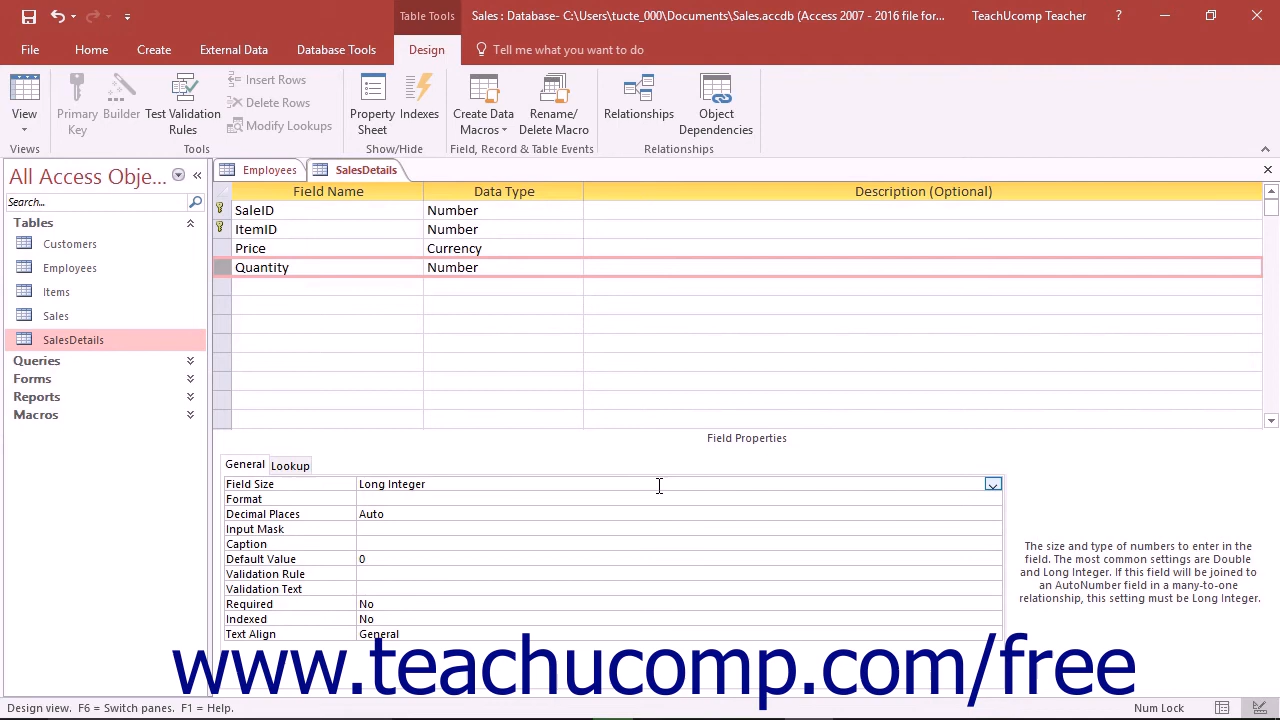 Table Tools
Sales : Database- C:\Users\tucte_000\Documents\Sales.accdb (Access 2007 - 2016 file for...
TeachUcomp Teacher
?
File
Home
Create
External Data
Database Tools
Design
Tell me what you want to do
View
Primary Key
Builder
Test Validation Rules
Insert Rows
Delete Rows
Modify Lookups
Property Sheet
Indexes
Create Data Macros
Rename/ Delete Macro
Relationships
Object Dependencies
Views
Tools
Show/Hide
Field, Record & Table Events
Relationships
All Access Obje...
Search...
Tables
Customers
Employees
Items
Sales
SalesDetails
Queries
Forms
Reports
Macros
Employees
SalesDetails
Field Name Data Type Description (Optional)
SaleID Number
ItemID Number
Price Currency
Quantity Number
Field Properties
General
Lookup
Field Size Long Integer
Format
Decimal Places Auto
Input Mask
Caption
Default Value 0
Validation Rule
Validation Text
Required No
Indexed No
Text Align General
The size and type of numbers to enter in the
field. The most common settings are Double
and Long Integer. If this field will be joined to
an AutoNumber field in a many-to-one
relationship, this setting must be Long Integer.
www.teachucomp.com/free
Design view. F6 = Switch panes. F1 = Help.
Num Lock